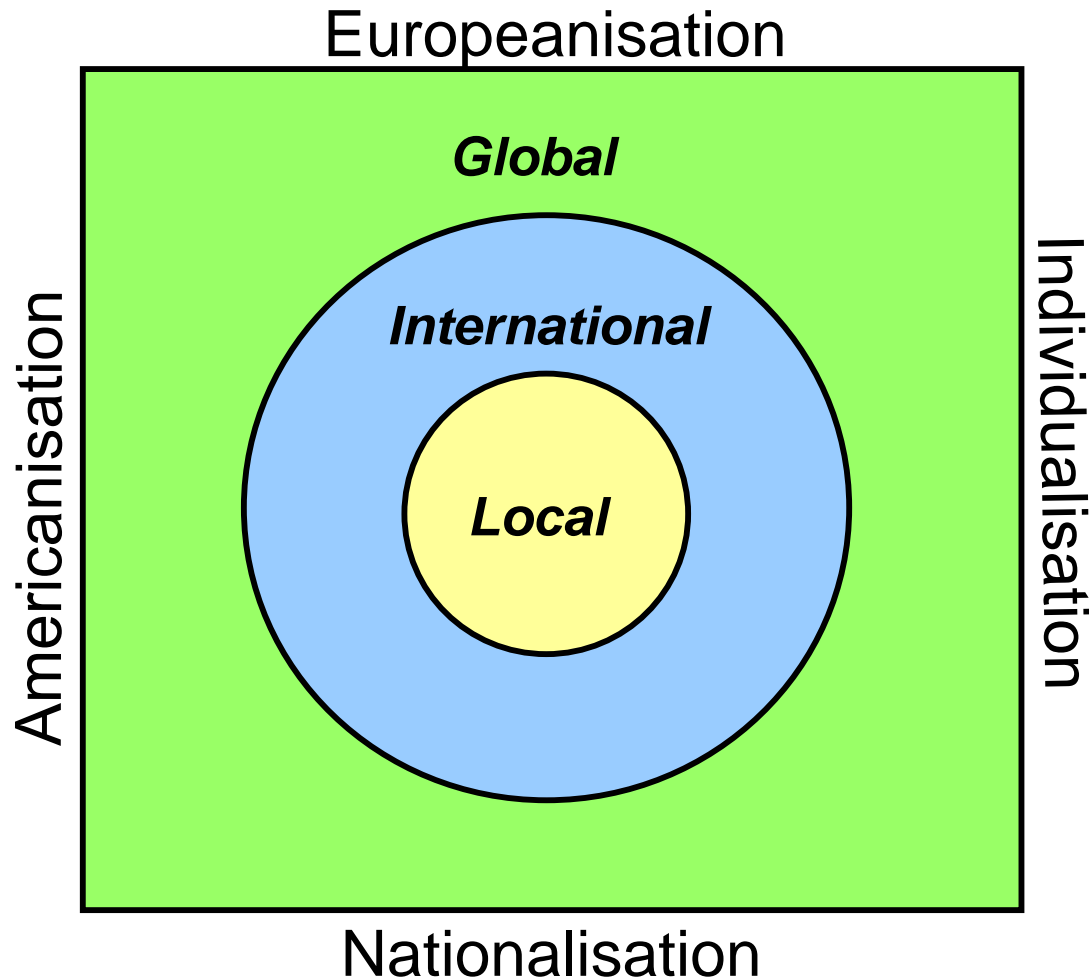 Europeanisation
Global
International
Americanisation
Individualisation
Local
Nationalisation